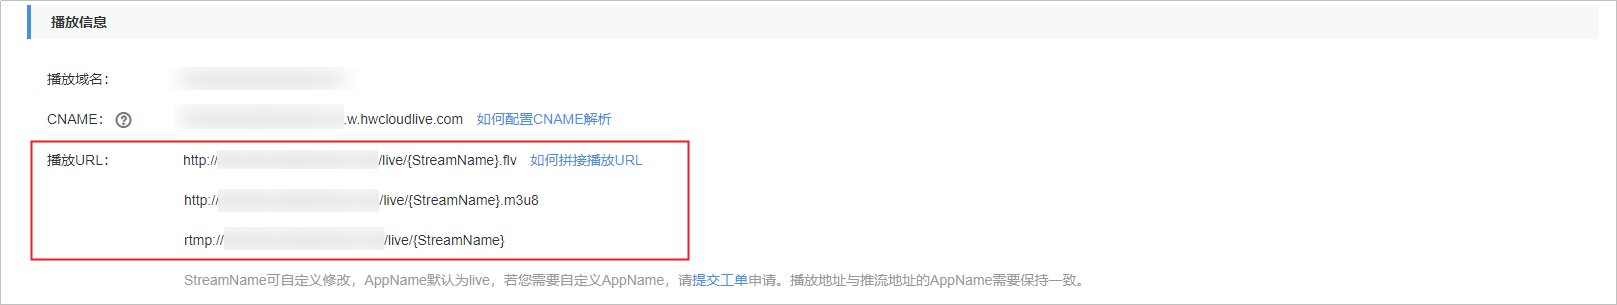 播放信息
播放域名:
CNAME: ? .w.hwcloudlive.com 如何配置CNAME解析
播放URL: http:// /live/{StreamName}.flv 如何拼接播放URL
http:// /live/{StreamName}.m3u8
rtmp:// /live/{StreamName}
StreamName可自定义修改，AppName默认为live，若您需要自定义AppName，请提交工单申请。播放地址与推流地址的AppName需要保持一致。